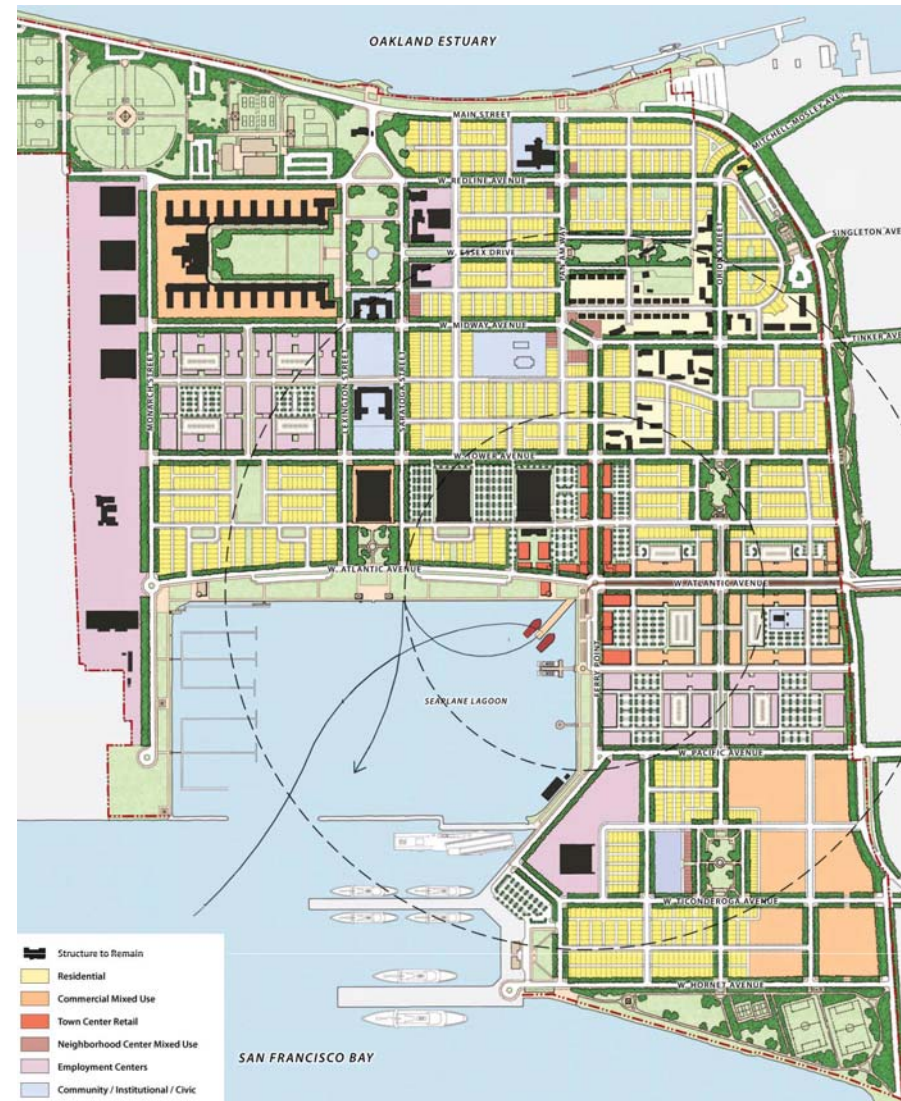 OAKLAND ESTUARY
MAIN STREET
MITCHELL-MOSLEY AVE.
W. REDLINE AVENUE
SINGLETON AVE
W. ESSEX DRIVE
PAN AM WAY
ORION STREET
W. MIDWAY AVENUE
TINKER AVE
MONARCH STREET
LEXINGTON STREET
SARATOGA STREET
W. TOWER AVENUE
W. ATLANTIC AVENUE
W. ATLANTIC AVENUE
FERRY POINT
SEAPLANE LAGOON
W. PACIFIC AVENUE
W. TICONDEROGA AVENUE
W. HORNET AVENUE
SAN FRANCISCO BAY
Structure to Remain
Residential
Commercial Mixed Use
Town Center Retail
Neighborhood Center Mixed Use
Employment Centers
Community / Institutional / Civic